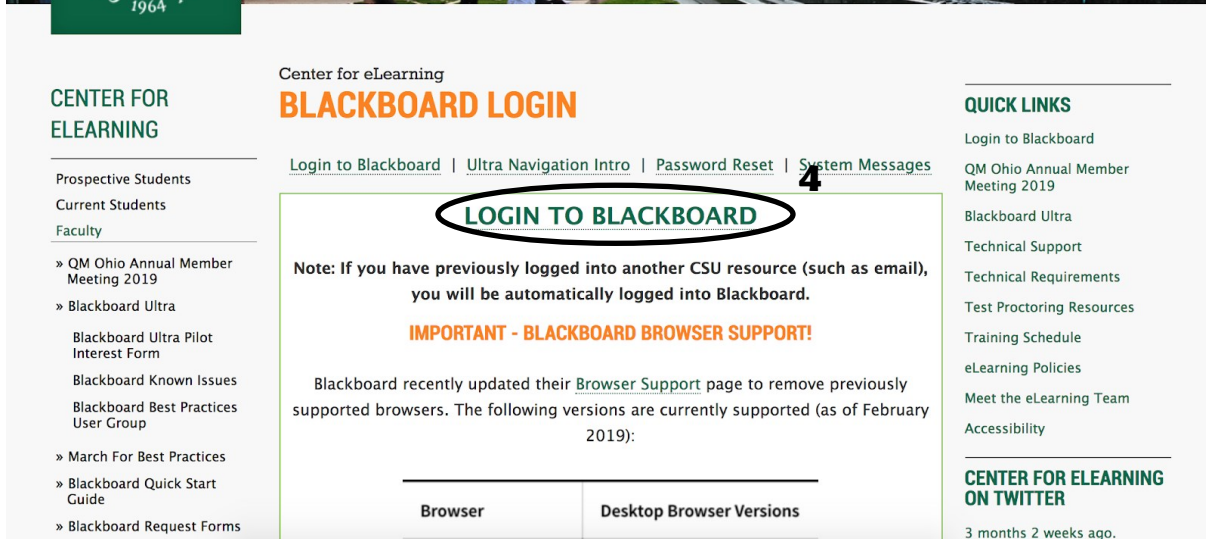 1964
CENTER FOR
ELEARNING
Prospective Students
Current Students
Faculty
» QM Ohio Annual Member
Meeting 2019
» Blackboard Ultra
Blackboard Ultra Pilot
Interest Form
Blackboard Known Issues
Blackboard Best Practices
User Group
» March For Best Practices
» Blackboard Quick Start
Guide
» Blackboard Request Forms
Center for eLearning
BLACKBOARD LOGIN
Login to Blackboard | Ultra Navigation Intro | Password Reset | System Messages
4
LOGIN TO BLACKBOARD
Note: If you have previously logged into another CSU resource (such as email),
you will be automatically logged into Blackboard.
IMPORTANT - BLACKBOARD BROWSER SUPPORT!
Blackboard recently updated their Browser Support page to remove previously
supported browsers. The following versions are currently supported (as of February
2019):
Browser Desktop Browser Versions
QUICK LINKS
Login to Blackboard
QM Ohio Annual Member
Meeting 2019
Blackboard Ultra
Technical Support
Technical Requirements
Test Proctoring Resources
Training Schedule
eLearning Policies
Meet the eLearning Team
Accessibility
CENTER FOR ELEARNING
ON TWITTER
3 months 2 weeks ago.